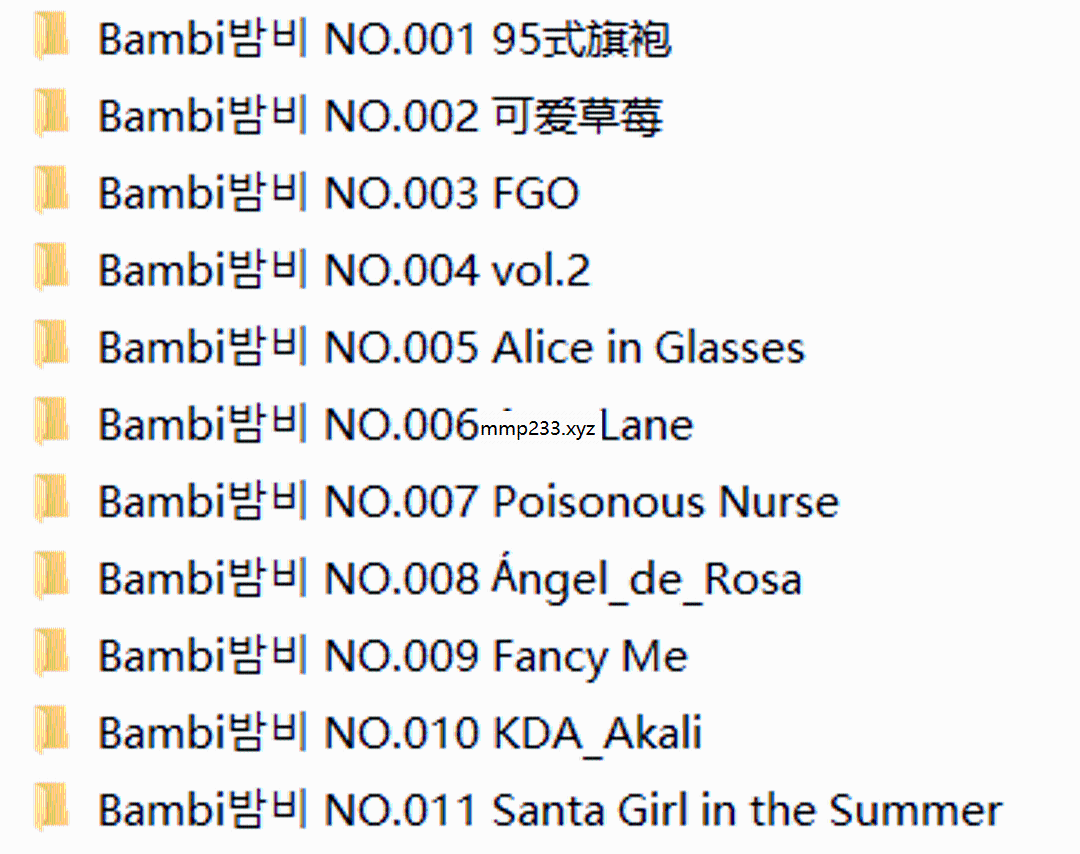 Bambi밤비 NO.001 95式旗袍
Bambi밤비 NO.002 可爱草莓
Bambi밤비 NO.003 FGO
Bambi밤비 NO.004 vol.2
Bambi밤비 NO.005 Alice in Glasses
Bambi밤비 NO.006 mmp233.xyz Lane
Bambi밤비 NO.007 Poisonous Nurse
Bambi밤비 NO.008 Ángel_de_Rosa
Bambi밤비 NO.009 Fancy Me
Bambi밤비 NO.010 KDA_Akali
Bambi밤비 NO.011 Santa Girl in the Summer